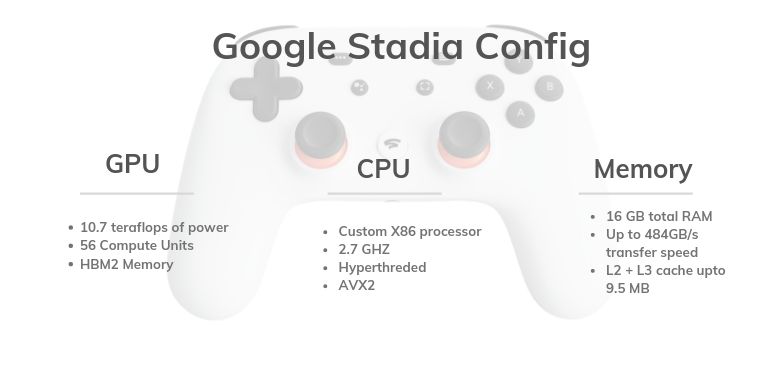 Google Stadia Config
X
B
A
GPU
10.7 teraflops of power
56 Compute Units
HBM2 Memory
CPU
Custom X86 processor
2.7 GHZ
Hyperthreded
AVX2
Memory
16 GB total RAM
Up to 484GB/s
transfer speed
L2 + L3 cache upto
9.5 MB